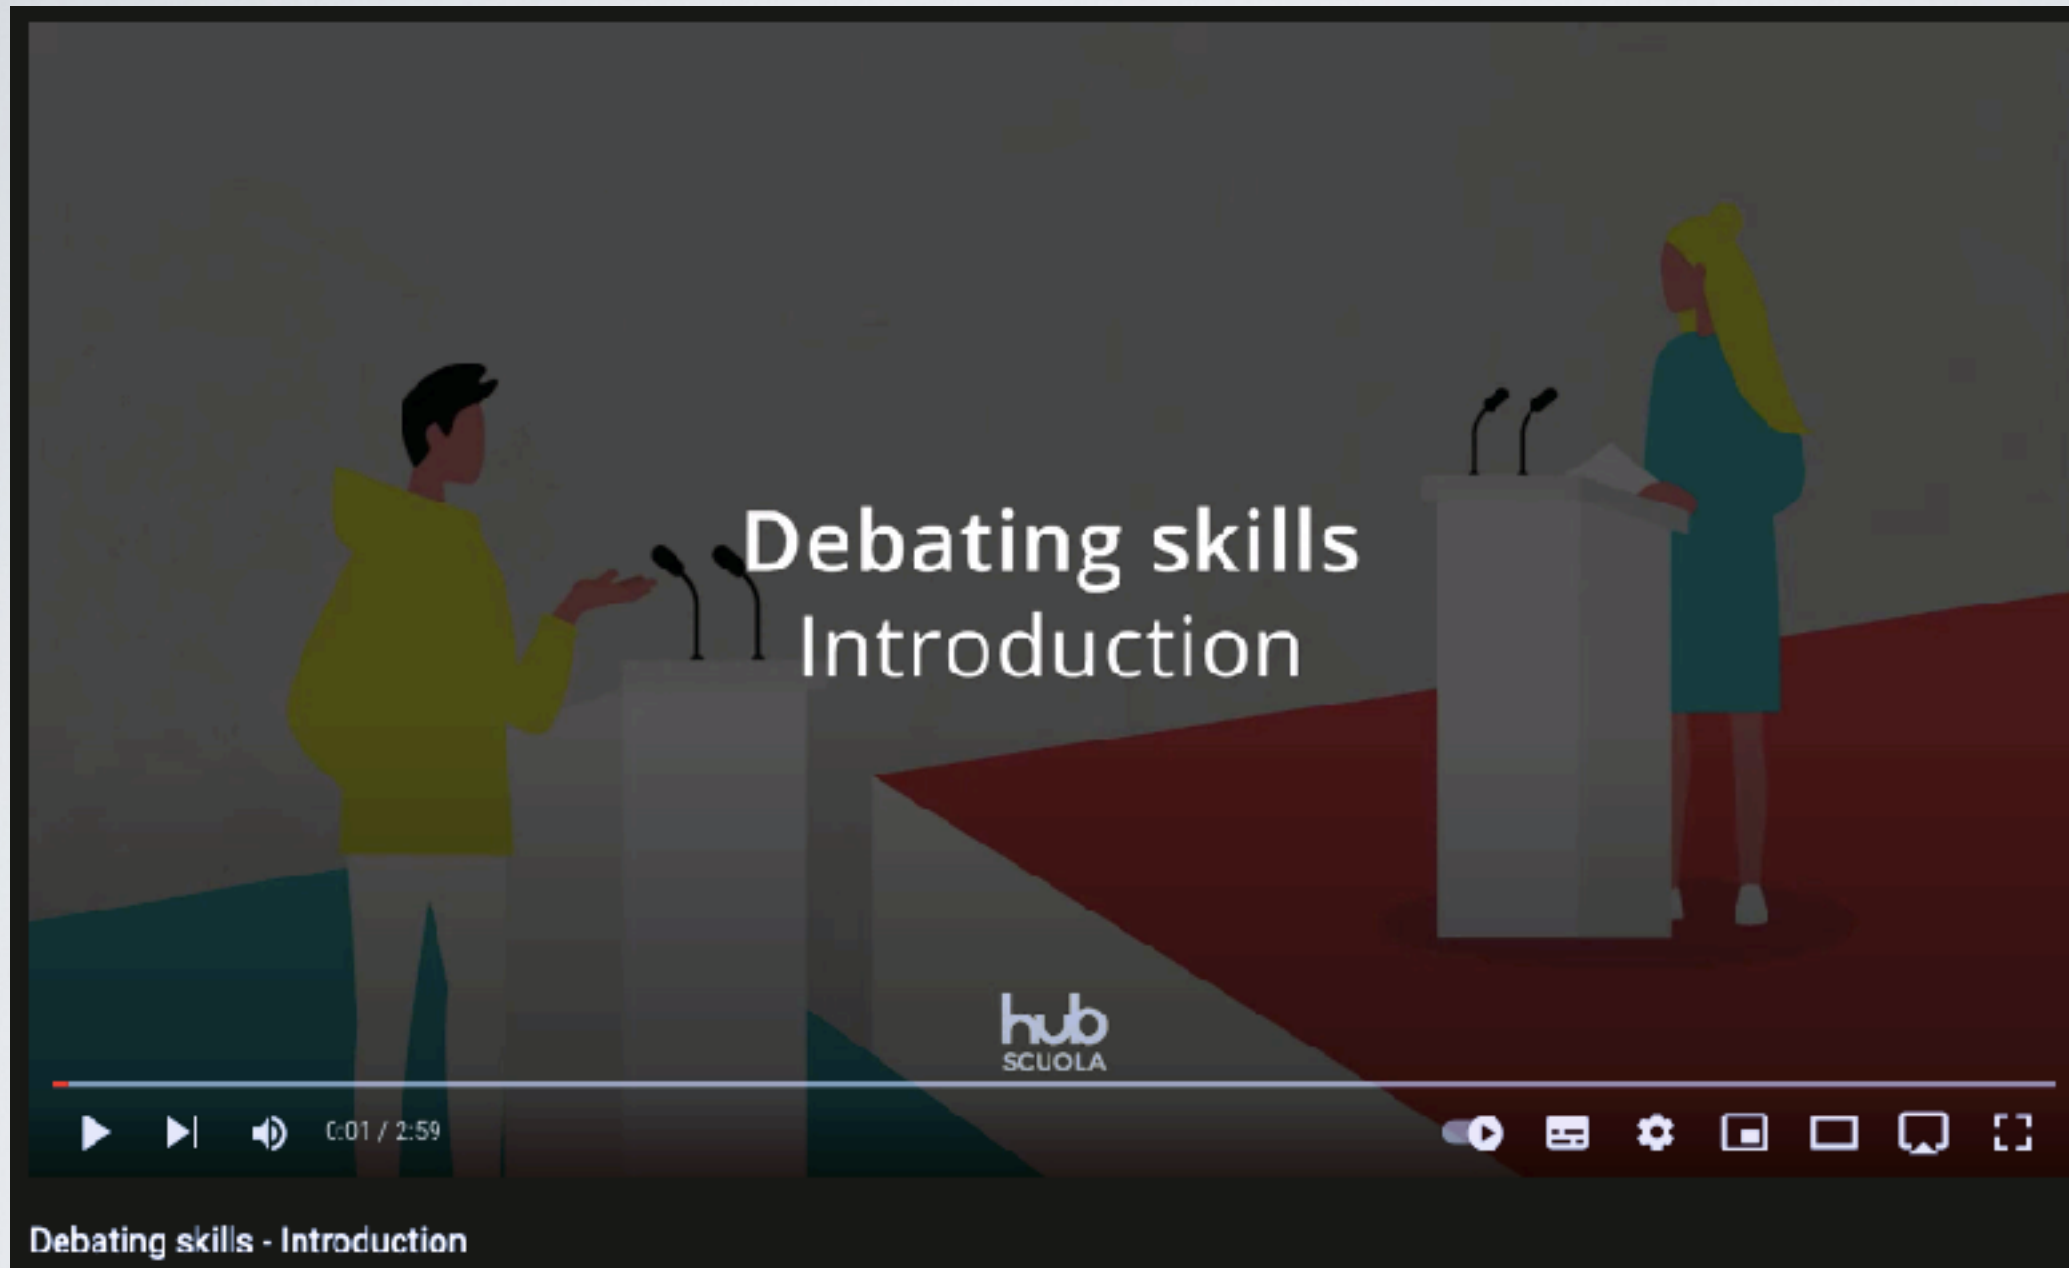 Debating skills
Introduction
hub
SCUOLA
0:01 / 2:59
Debating skills - Introduction